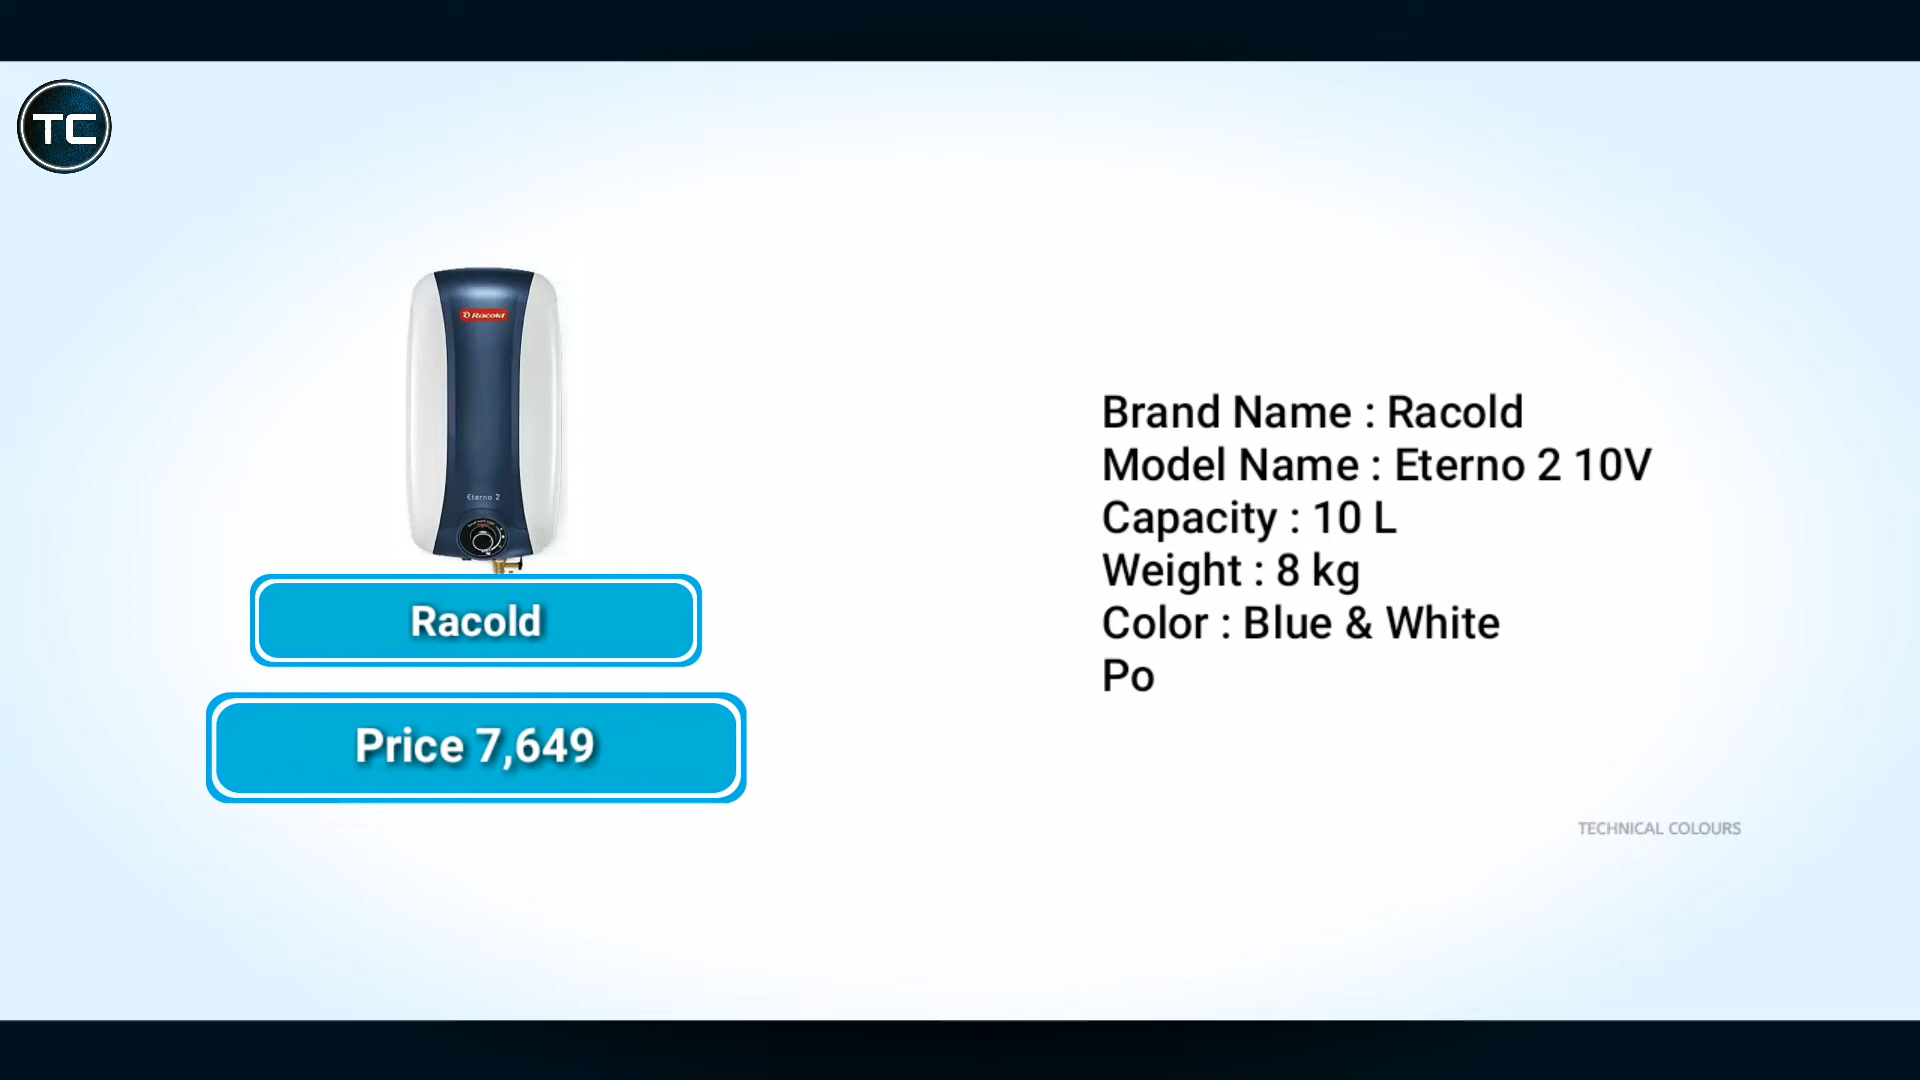 TC
Racold
Eterno 2
Racold
Price 7,649
Brand Name : Racold
Model Name : Eterno 2 10V
Capacity : 10 L
Weight : 8 kg
Color : Blue & White
Po
TECHNICAL COLOURS